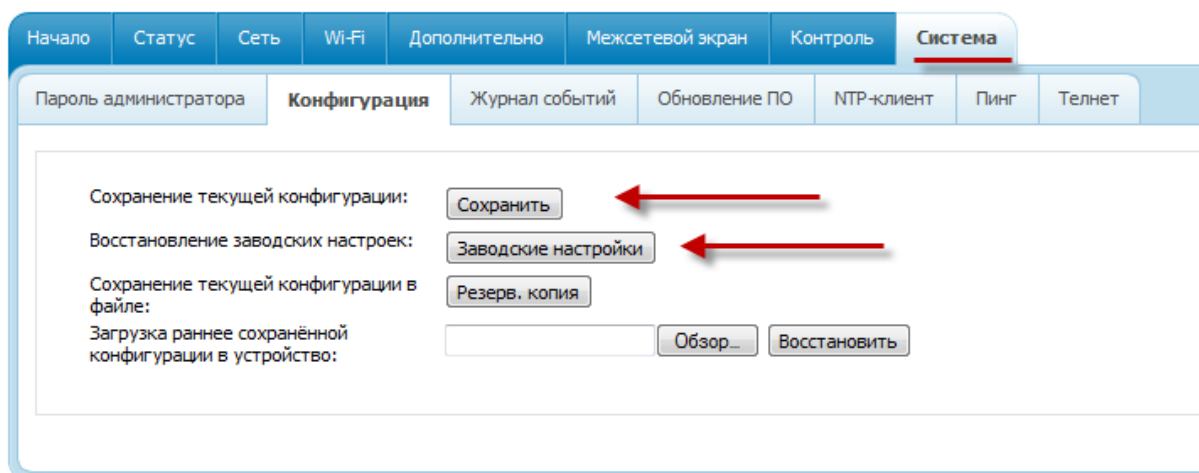 Начало Статус Сеть Wi-Fi Дополнительно Межсетевой экран Контроль Система
Пароль администратора Конфигурация Журнал событий Обновление ПО NTP-клиент Пинг Телнет
Сохранение текущей конфигурации: Сохранить
Восстановление заводских настроек: Заводские настройки
Сохранение текущей конфигурации в
файле: Резерв. копия
Загрузка раннее сохранённой
конфигурации в устройство: Обзор... Восстановить